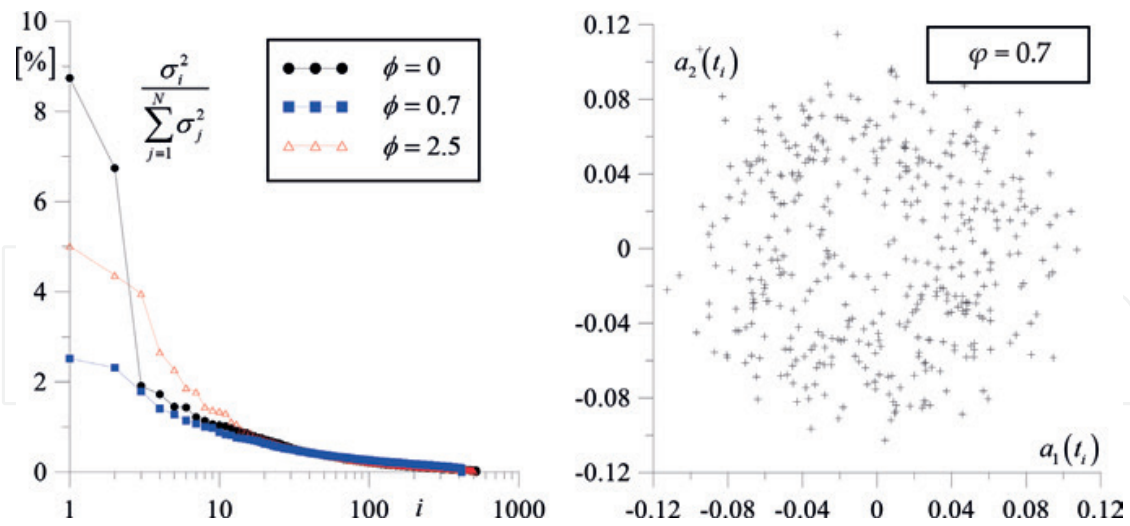 10
[%]
8
6
4
2
0
σ_i^2 / ∑_{j=1}^{N} σ_j^2
ϕ = 0
ϕ = 0.7
ϕ = 2.5
1 10 100 i 1000
0.12
0.08
0.04
0
-0.04
-0.08
-0.12
a_2(t_i)
φ = 0.7
a_1(t_i)
-0.12 -0.08 -0.04 0 0.04 0.08 0.12